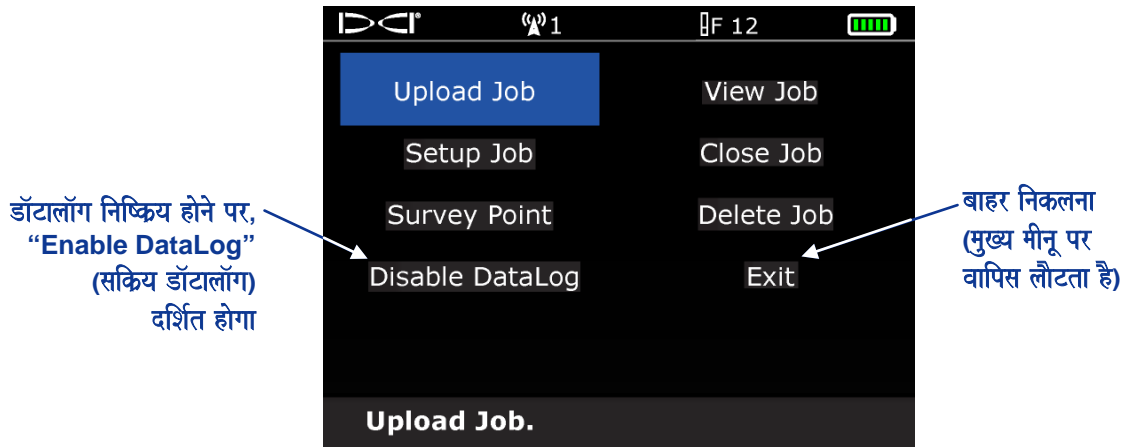 DCI® 1 F 12
Upload Job View Job
Setup Job Close Job
Survey Point Delete Job
Disable DataLog Exit
Upload Job.
डॉटालॉग निष्क्रिय होने पर,
“Enable DataLog”
(सक्रिय डॉटालॉग)
दर्शित होगा
बाहर निकलना
(मुख्य मीनू पर
वापिस लौटता है)